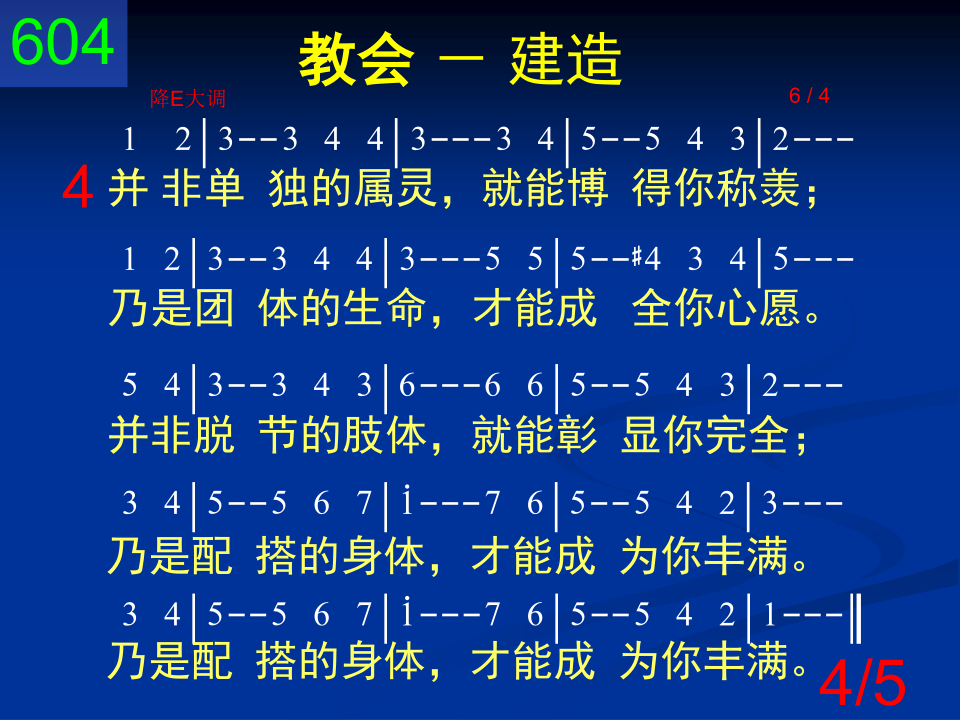 604
教会 － 建造
降E大调 6 / 4
1 2|3--3 4 4|3---3 4|5--5 4 3|2---
4 并 非单 独的属灵，就能博 得你称羡；
1 2|3--3 4 4|3---5 5|5--#4 3 4|5---
乃是团 体的生命，才能成 全你心愿。
5 4|3--3 4 3|6---6 6|5--5 4 3|2---
并非脱 节的肢体，就能彰 显你完全；
3 4|5--5 6 7|i---7 6|5--5 4 2|3---
乃是配 搭的身体，才能成 为你丰满。
3 4|5--5 6 7|i---7 6|5--5 4 2|1---‖
乃是配 搭的身体，才能成 为你丰满。
4/5